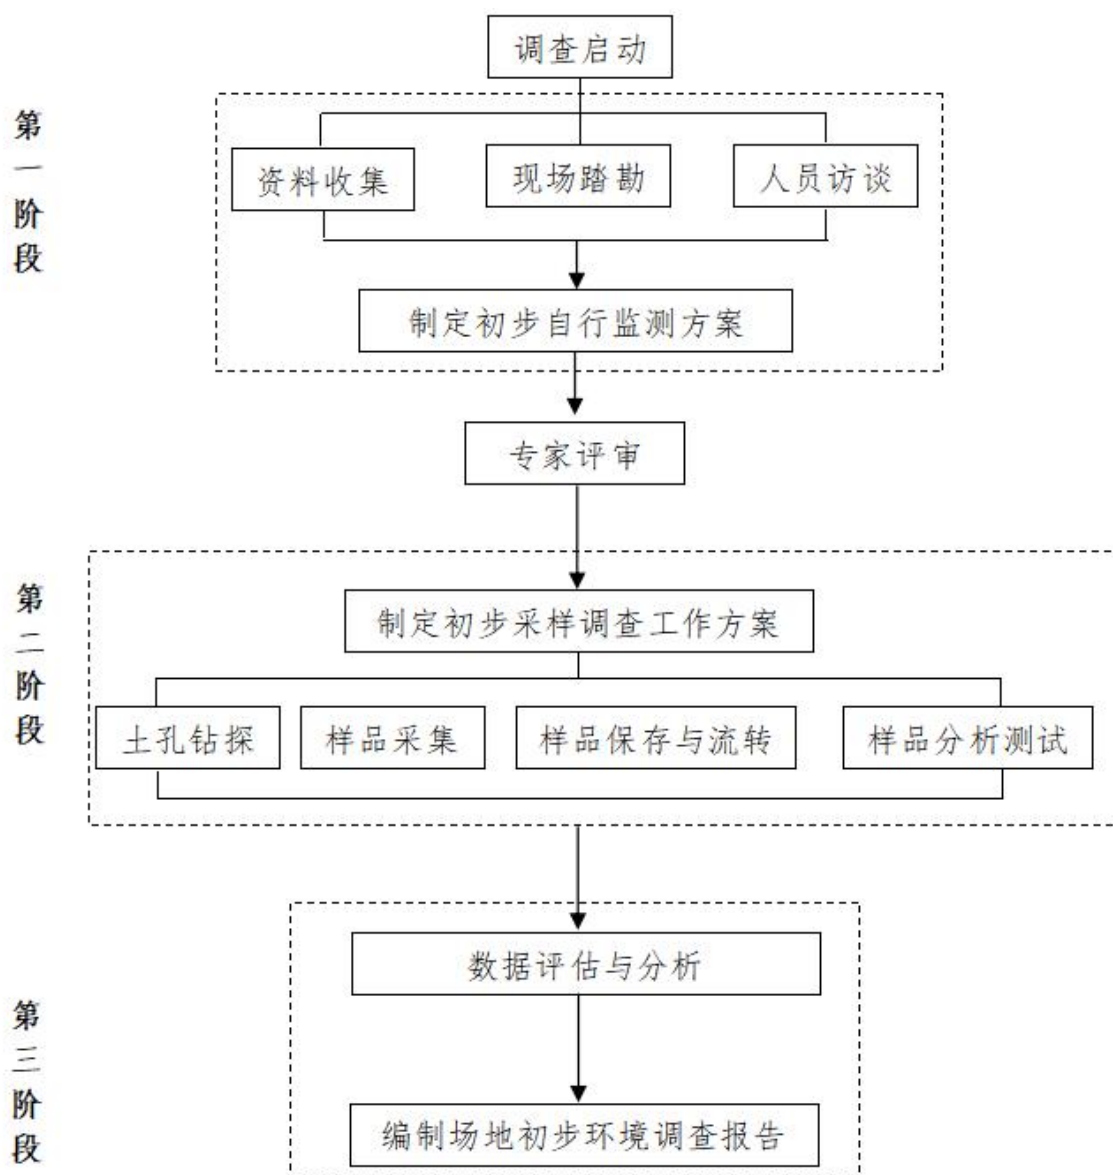 调查启动
第一阶段
资料收集
现场踏勘
人员访谈
制定初步自行监测方案
专家评审
第二阶段
制定初步采样调查工作方案
土孔钻探
样品采集
样品保存与流转
样品分析测试
第三阶段
数据评估与分析
编制场地初步环境调查报告